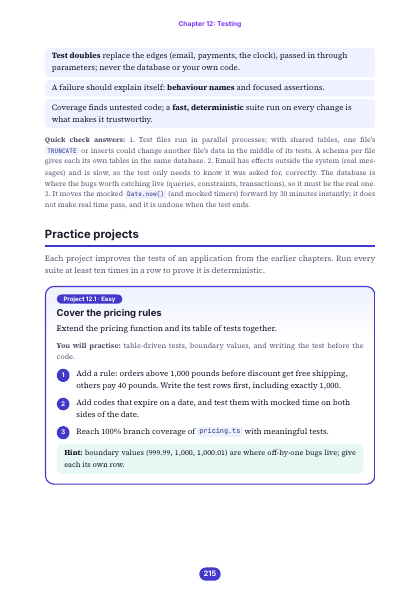 Chapter 12: Testing
Test doubles replace the edges (email, payments, the clock), passed in through
parameters; never the database or your own code.
A failure should explain itself: behaviour names and focused assertions.
Coverage finds untested code; a fast, deterministic suite run on every change is
what makes it trustworthy.
Quick check answers: 1. Test files run in parallel processes; with shared tables, one file's
TRUNCATE or inserts could change another file's data in the middle of its tests. A schema per file
gives each its own tables in the same database. 2. Email has effects outside the system (real mes-
sages) and is slow, so the test only needs to know it was asked for, correctly. The database is
where the bugs worth catching live (queries, constraints, transactions), so it must be the real one.
3. It moves the mocked Date.now() (and mocked timers) forward by 30 minutes instantly; it does
not make real time pass, and it is undone when the test ends.
Practice projects
Each project improves the tests of an application from the earlier chapters. Run every
suite at least ten times in a row to prove it is deterministic.
Project 12.1 · Easy
Cover the pricing rules
Extend the pricing function and its table of tests together.
You will practise: table-driven tests, boundary values, and writing the test before the
code.
1 Add a rule: orders above 1,000 pounds before discount get free shipping,
others pay 40 pounds. Write the test rows first, including exactly 1,000.
2 Add codes that expire on a date, and test them with mocked time on both
sides of the date.
3 Reach 100% branch coverage of pricing.ts with meaningful tests.
Hint: boundary values (999.99, 1,000, 1,000.01) are where off-by-one bugs live; give
each its own row.
215